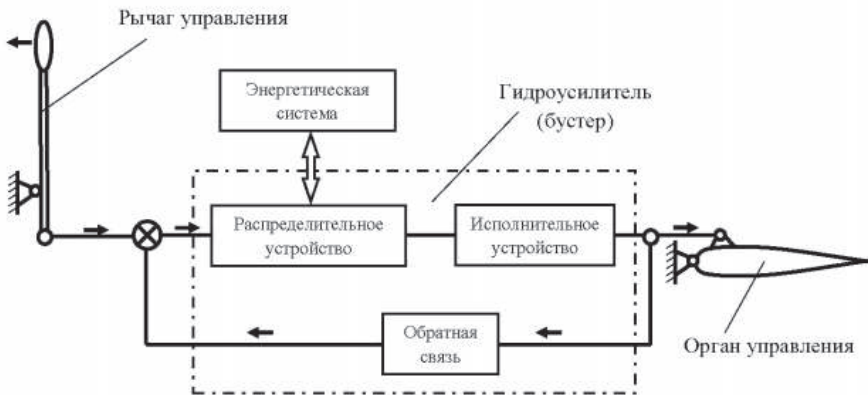 Рычаг управления
Энергетическая
система
Гидроусилитель
(бустер)
Распределительное
устройство
Исполнительное
устройство
Обратная
связь
Орган управления